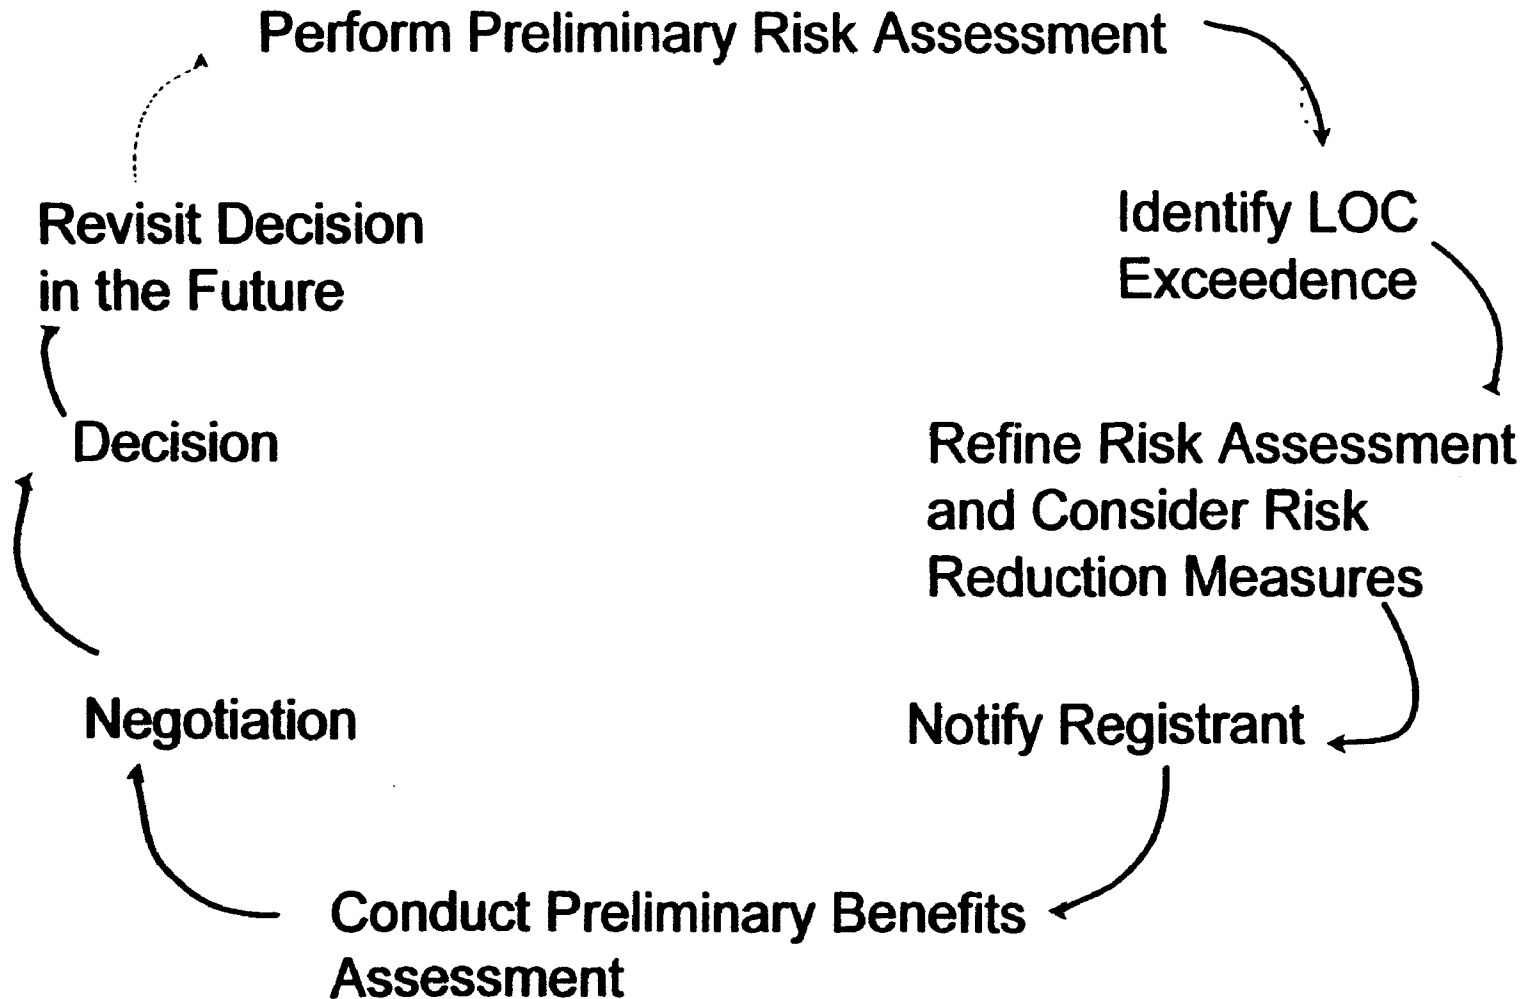 Perform Preliminary Risk Assessment
Identify LOC
Exceedence
Refine Risk Assessment
and Consider Risk
Reduction Measures
Notify Registrant
Conduct Preliminary Benefits
Assessment
Negotiation
Decision
Revisit Decision
in the Future